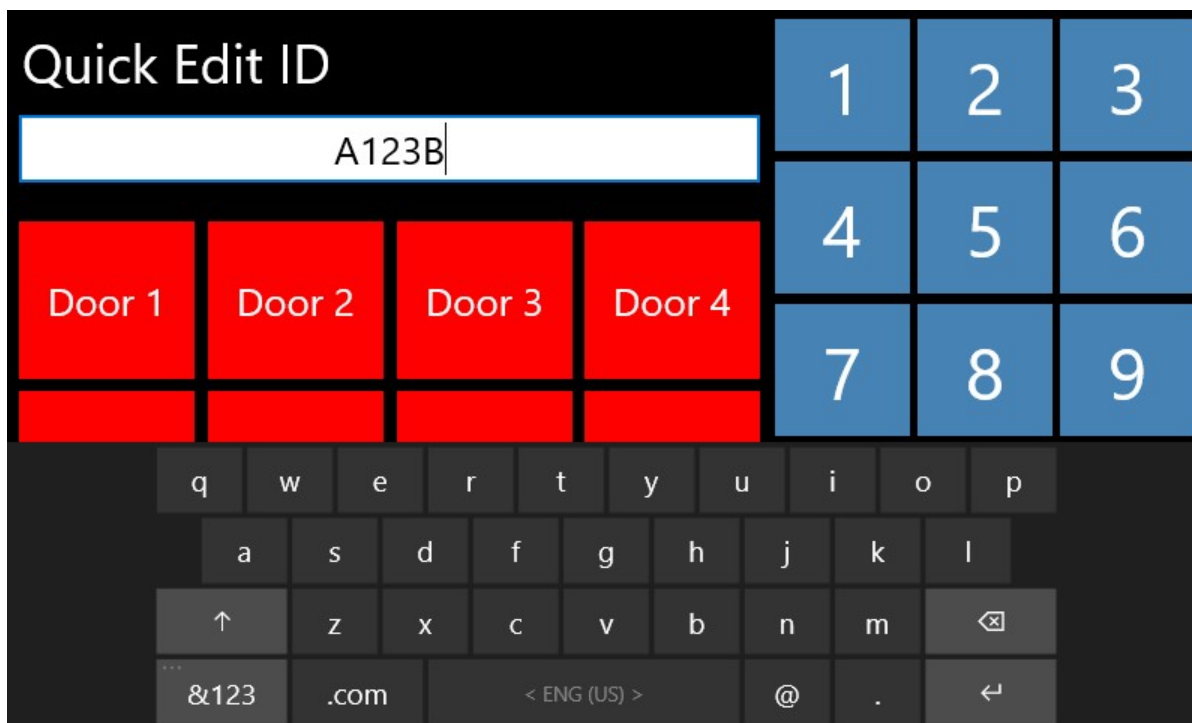 Quick Edit ID
A123B
Door 1 Door 2 Door 3 Door 4
1 2 3
4 5 6
7 8 9
q w e r t y u i o p
a s d f g h j k l
↑ z x c v b n m
&123 .com < ENG (US) > @ .